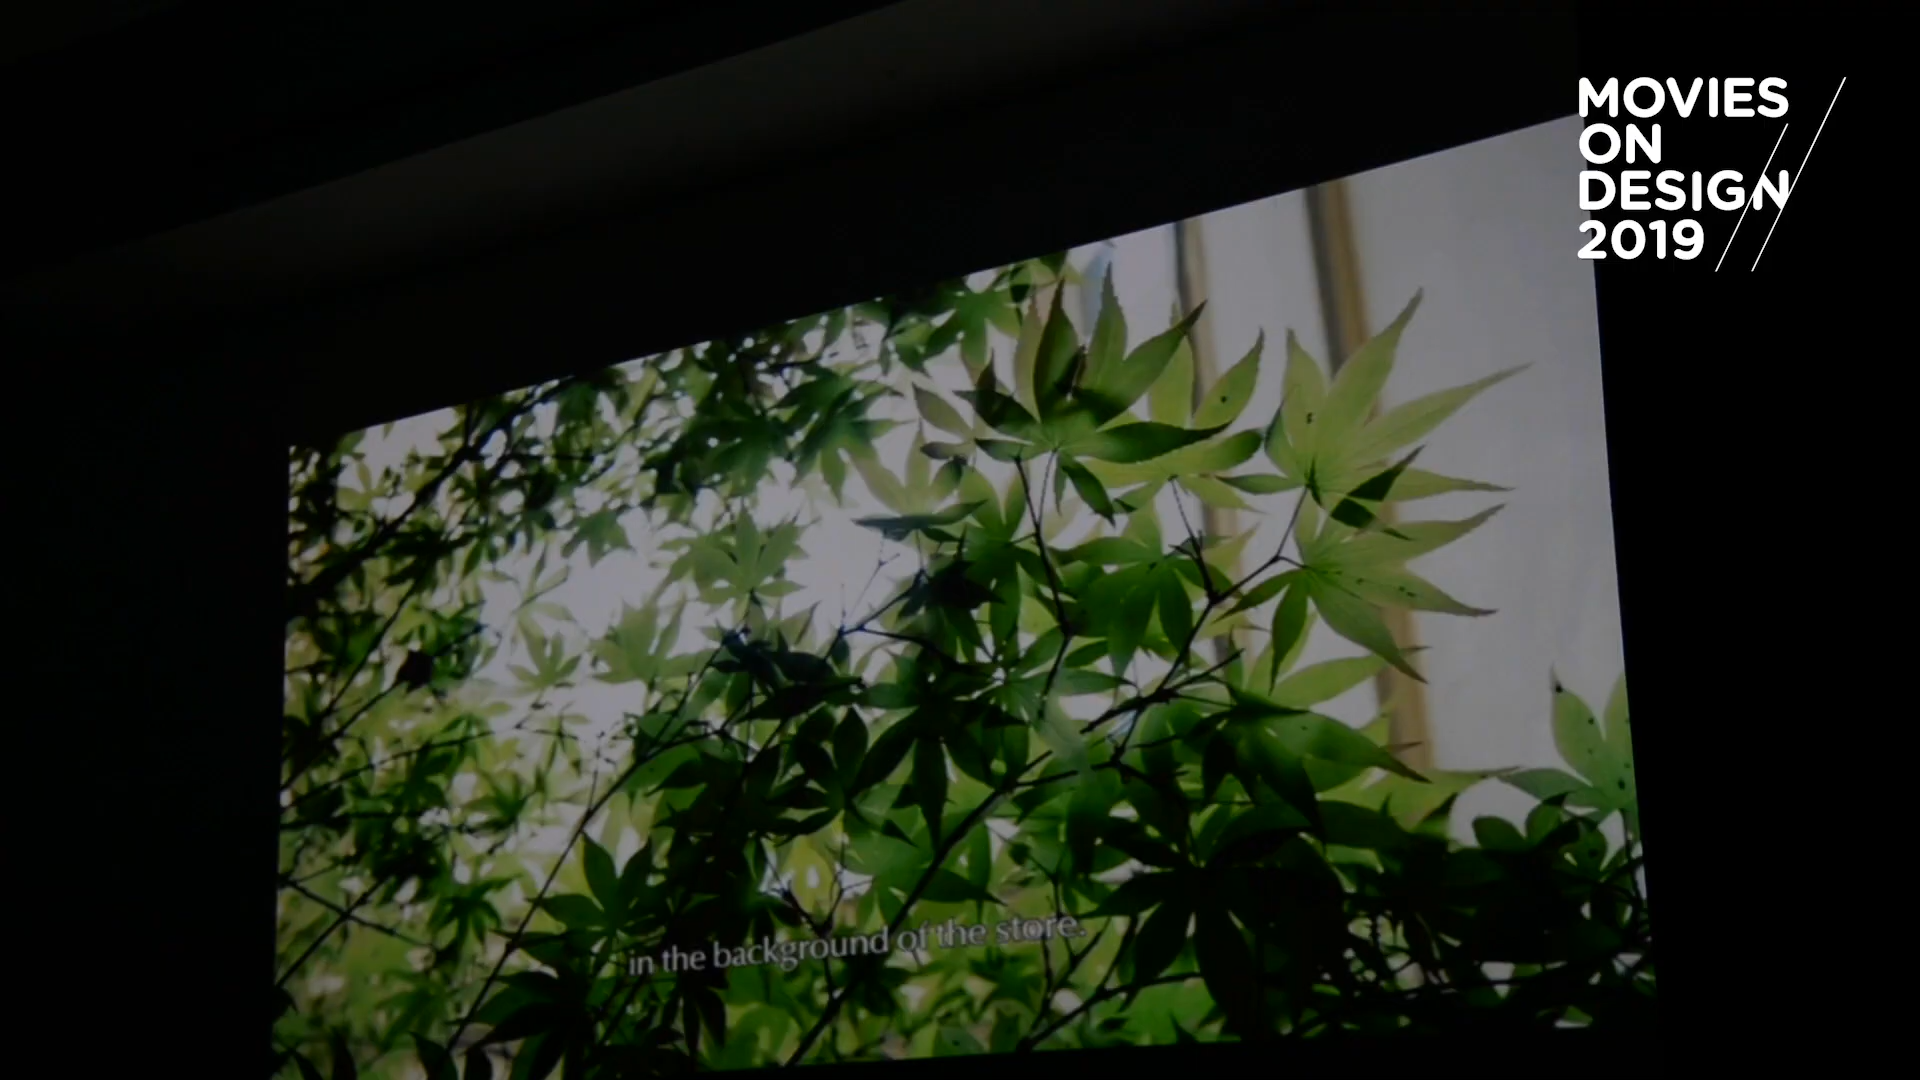 MOVIES
ON
DESIGN
2019
in the background of the store.